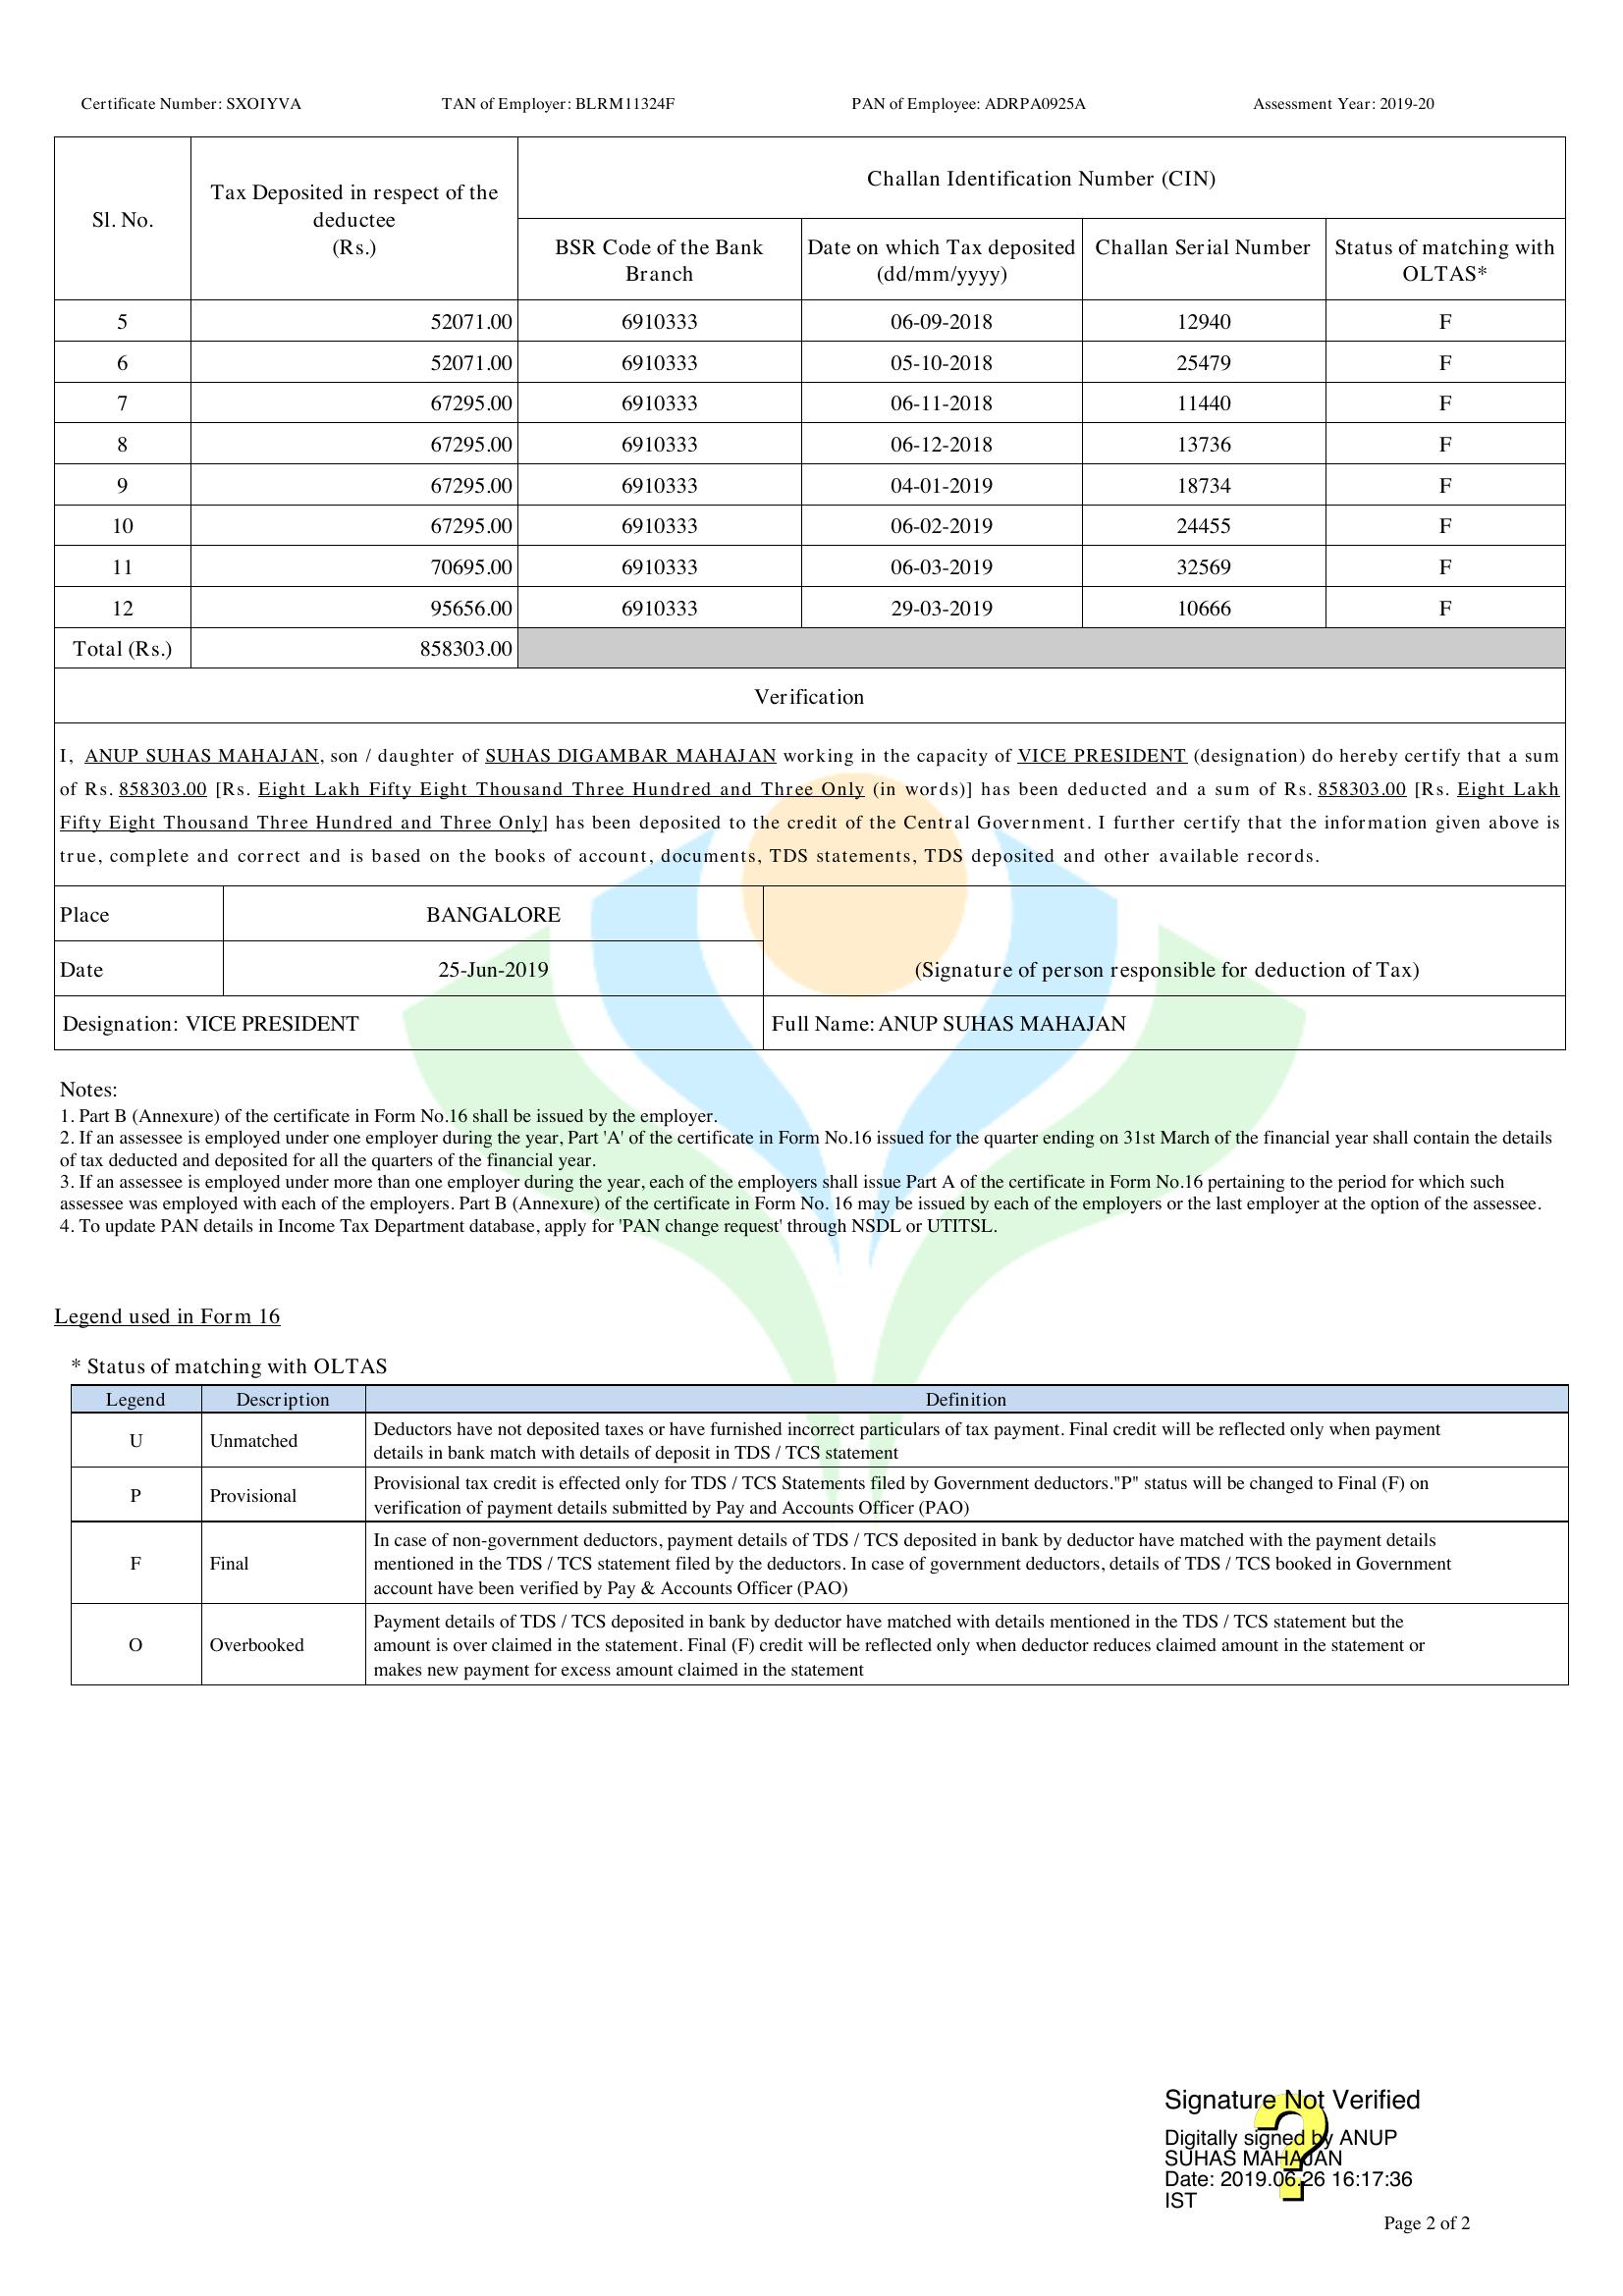 Certificate Number: SXOIYVA TAN of Employer: BLRM11324F PAN of Employee: ADRPA0925A Assessment Year: 2019-20
Sl. No.
Tax Deposited in respect of the
deductee
(Rs.)
Challan Identification Number (CIN)
BSR Code of the Bank
Branch
Date on which Tax deposited
(dd/mm/yyyy)
Challan Serial Number
Status of matching with
OLTAS*
5 52071.00 6910333 06-09-2018 12940 F
6 52071.00 6910333 05-10-2018 25479 F
7 67295.00 6910333 06-11-2018 11440 F
8 67295.00 6910333 06-12-2018 13736 F
9 67295.00 6910333 04-01-2019 18734 F
10 67295.00 6910333 06-02-2019 24455 F
11 70695.00 6910333 06-03-2019 32569 F
12 95656.00 6910333 29-03-2019 10666 F
Total (Rs.) 858303.00
Verification
I, ANUP SUHAS MAHAJAN, son / daughter of SUHAS DIGAMBAR MAHAJAN working in the capacity of VICE PRESIDENT (designation) do hereby certify that a sum
of Rs. 858303.00 [Rs. Eight Lakh Fifty Eight Thousand Three Hundred and Three Only (in words)] has been deducted and a sum of Rs. 858303.00 [Rs. Eight Lakh
Fifty Eight Thousand Three Hundred and Three Only] has been deposited to the credit of the Central Government. I further certify that the information given above is
true, complete and correct and is based on the books of account, documents, TDS statements, TDS deposited and other available records.
Place BANGALORE
Date 25-Jun-2019 (Signature of person responsible for deduction of Tax)
Designation: VICE PRESIDENT Full Name: ANUP SUHAS MAHAJAN
Notes:
1. Part B (Annexure) of the certificate in Form No.16 shall be issued by the employer.
2. If an assessee is employed under one employer during the year, Part 'A' of the certificate in Form No.16 issued for the quarter ending on 31st March of the financial year shall contain the details
of tax deducted and deposited for all the quarters of the financial year.
3. If an assessee is employed under more than one employer during the year, each of the employers shall issue Part A of the certificate in Form No.16 pertaining to the period for which such
assessee was employed with each of the employers. Part B (Annexure) of the certificate in Form No. 16 may be issued by each of the employers or the last employer at the option of the assessee.
4. To update PAN details in Income Tax Department database, apply for 'PAN change request' through NSDL or UTITSL.
Legend used in Form 16
* Status of matching with OLTAS
Legend Description Definition
U Unmatched
Deductors have not deposited taxes or have furnished incorrect particulars of tax payment. Final credit will be reflected only when payment
details in bank match with details of deposit in TDS / TCS statement
P Provisional
Provisional tax credit is effected only for TDS / TCS Statements filed by Government deductors."P" status will be changed to Final (F) on
verification of payment details submitted by Pay and Accounts Officer (PAO)
F Final
In case of non-government deductors, payment details of TDS / TCS deposited in bank by deductor have matched with the payment details
mentioned in the TDS / TCS statement filed by the deductors. In case of government deductors, details of TDS / TCS booked in Government
account have been verified by Pay & Accounts Officer (PAO)
O Overbooked
Payment details of TDS / TCS deposited in bank by deductor have matched with details mentioned in the TDS / TCS statement but the
amount is over claimed in the statement. Final (F) credit will be reflected only when deductor reduces claimed amount in the statement or
makes new payment for excess amount claimed in the statement
Signature Not Verified
Digitally signed by ANUP
SUHAS MAHAJAN
Date: 2019.06.26 16:17:36
IST
Page 2 of 2